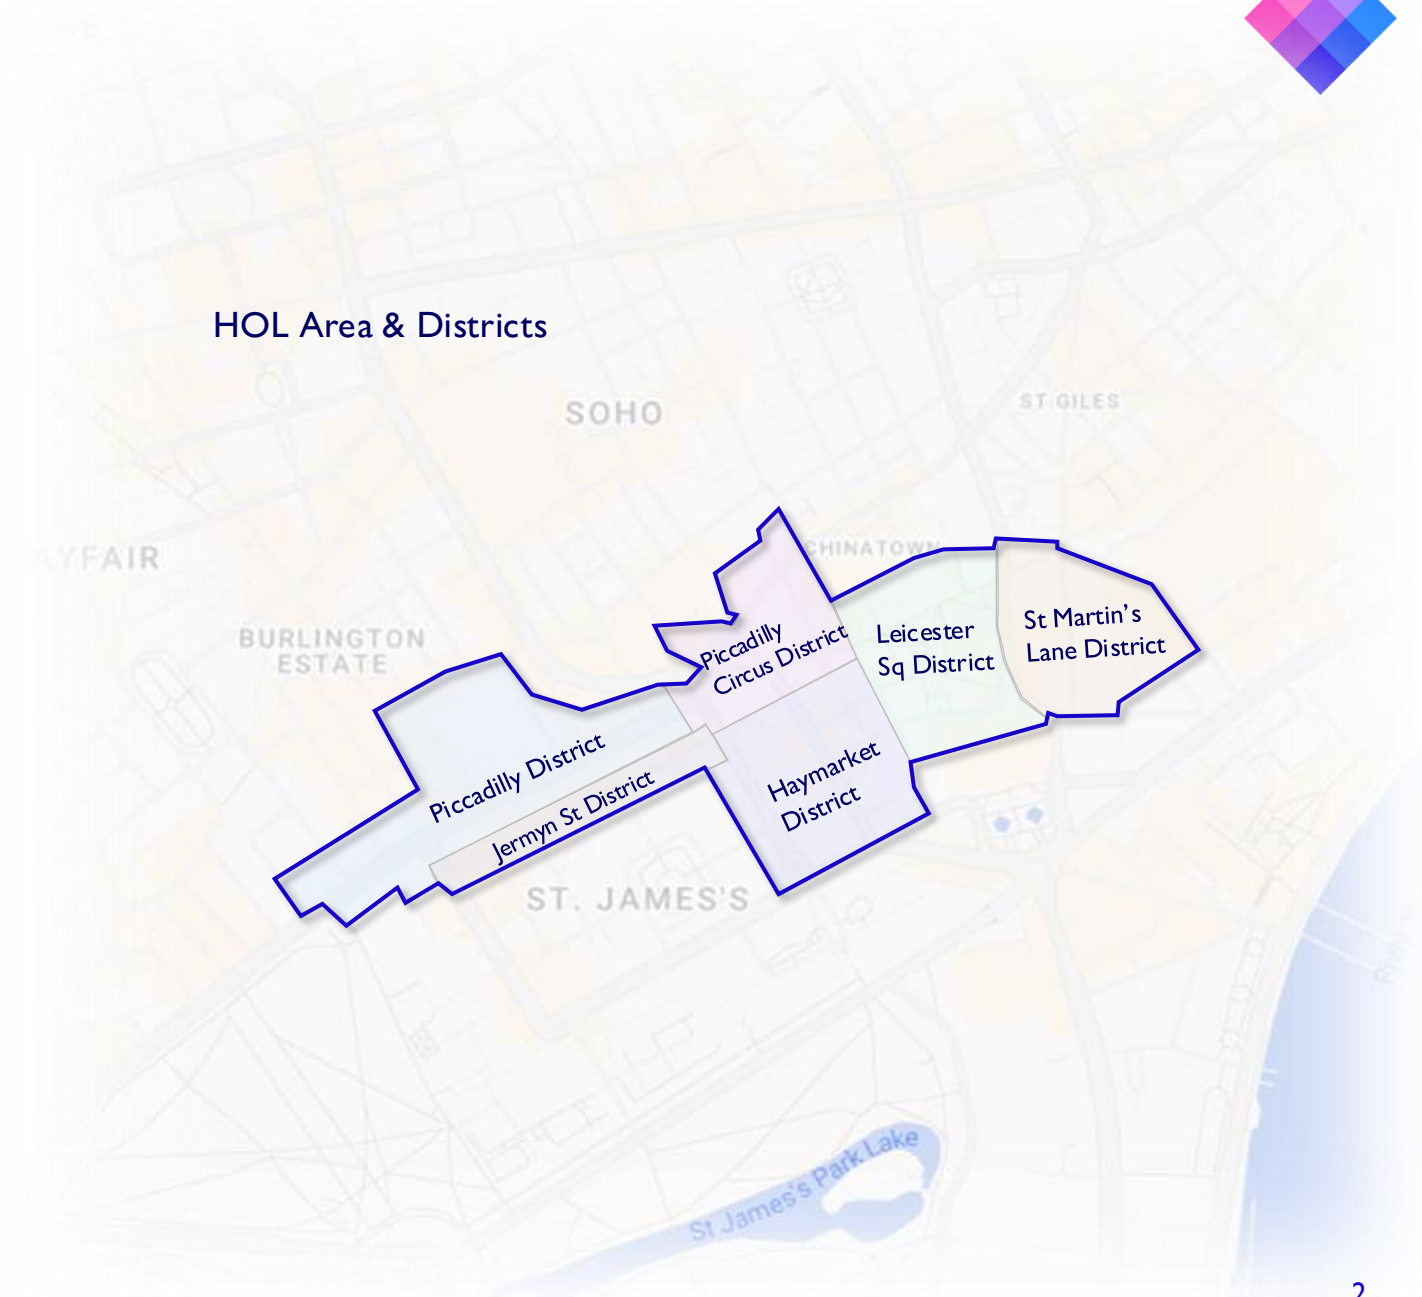 HOL Area & Districts
SOHO
ST GILES
CHINATOWN
AYFAIR
BURLINGTON
ESTATE
Piccadilly
Circus District
Leicester
Sq District
St Martin's
Lane District
Piccadilly District
Jermyn St District
Haymarket
District
ST. JAMES'S
St James's Park Lake
2